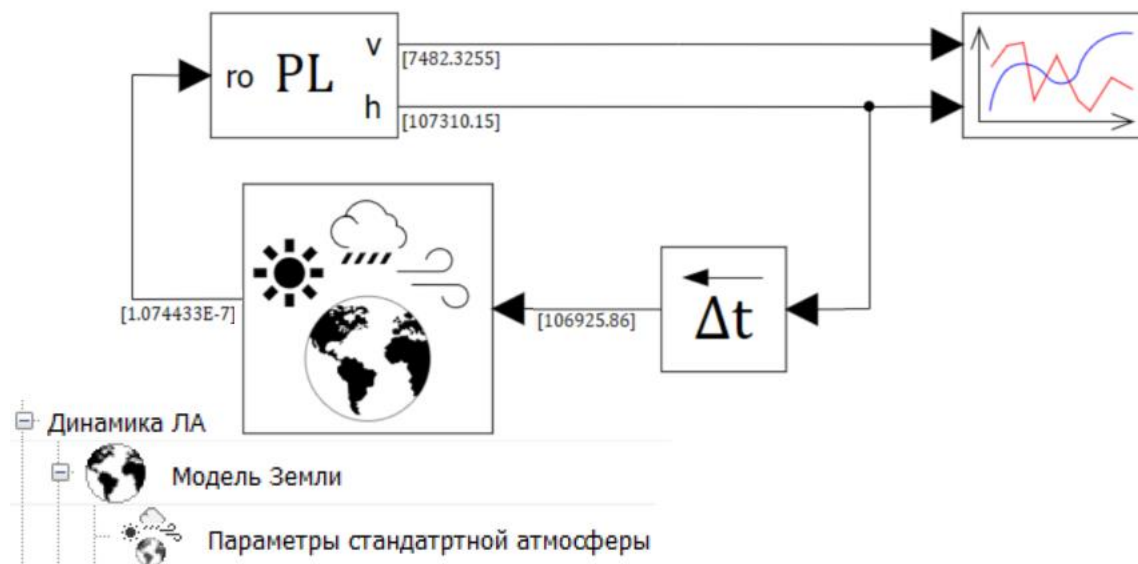 v
[7482.3255]
ro PL
h
[107310.15]
[1.074433E-7]
[106925.86]
Δt
Динамика ЛА
Модель Земли
Параметры стандатртной атмосферы